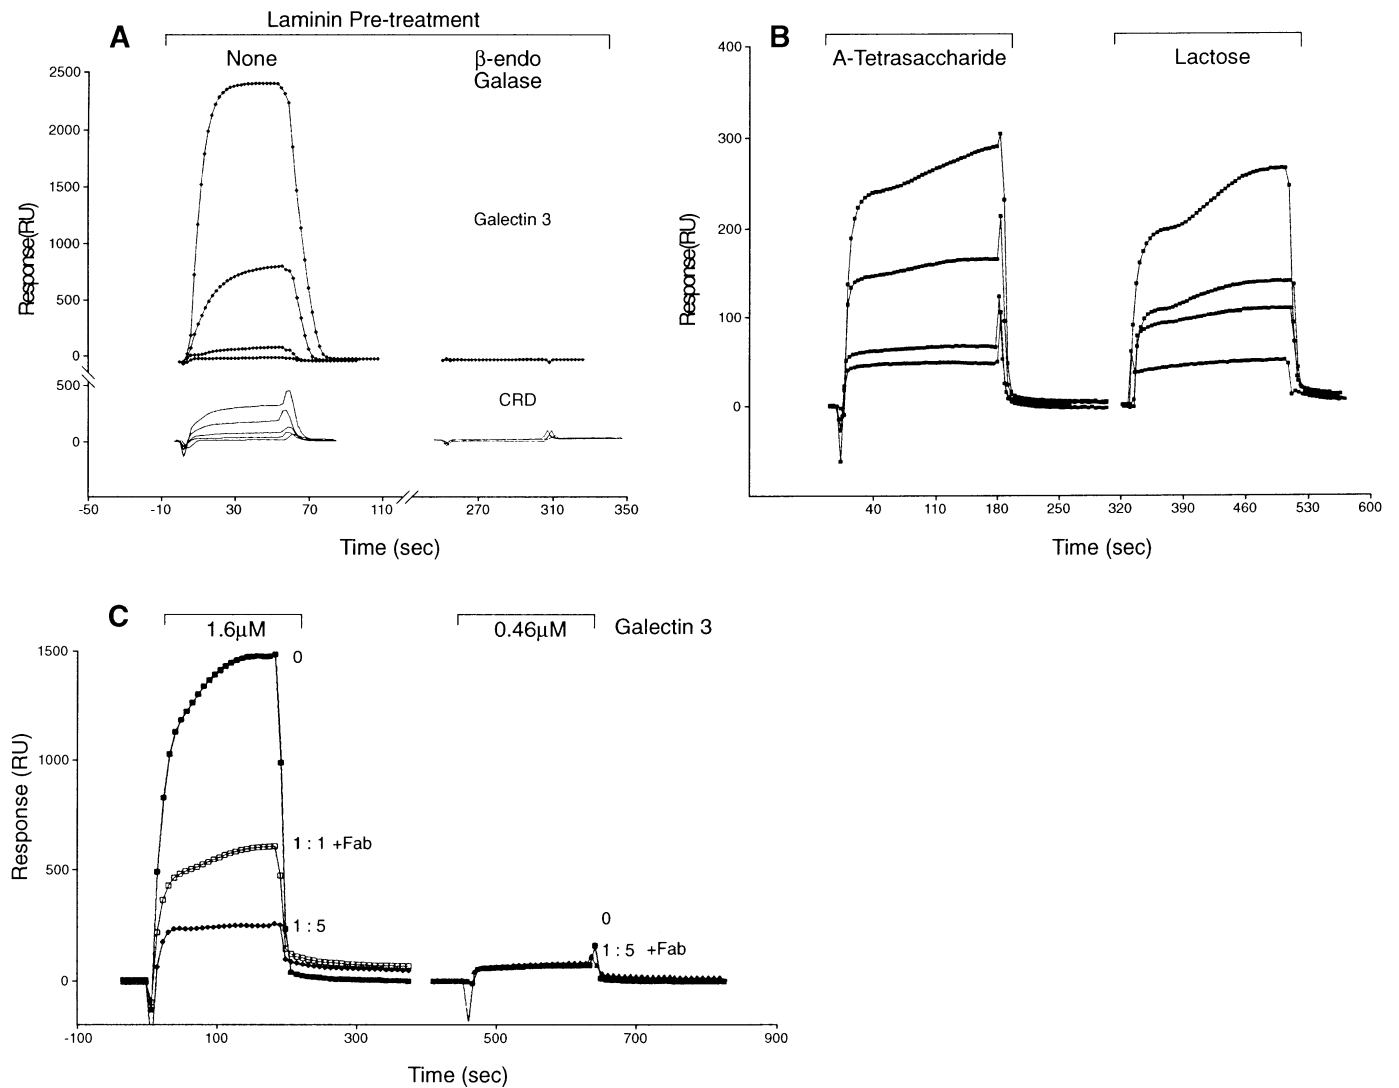 A
Laminin Pre-treatment
None
β-endo
Galase
2500
2000
1500
1000
500
0
500
0
Response(RU)
Galectin 3
CRD
-50
-10
30
70
110
270
310
350
Time (sec)
B
A-Tetrasaccharide
Lactose
400
300
200
100
0
Response(RU)
40
110
180
250
320
390
460
530
600
Time (sec)
C
1.6µM
0.46µM
Galectin 3
1500
1000
500
0
Response (RU)
0
1 : 1 +Fab
1 : 5
0
1 : 5 +Fab
-100
100
300
500
700
900
Time (sec)